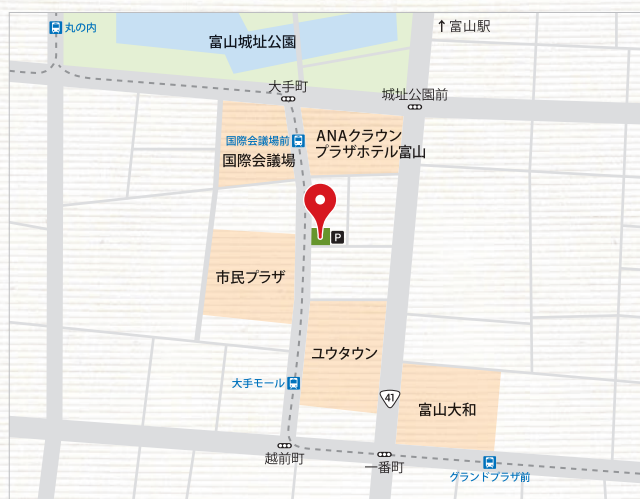 丸の内
富山城址公園
↑富山駅
大手町
城址公園前
国際会議場前
国際会議場
ANAクラウン
プラザホテル富山
P
市民プラザ
ユウタウン
大手モール
41
富山大和
越前町
一番町
グランドプラザ前